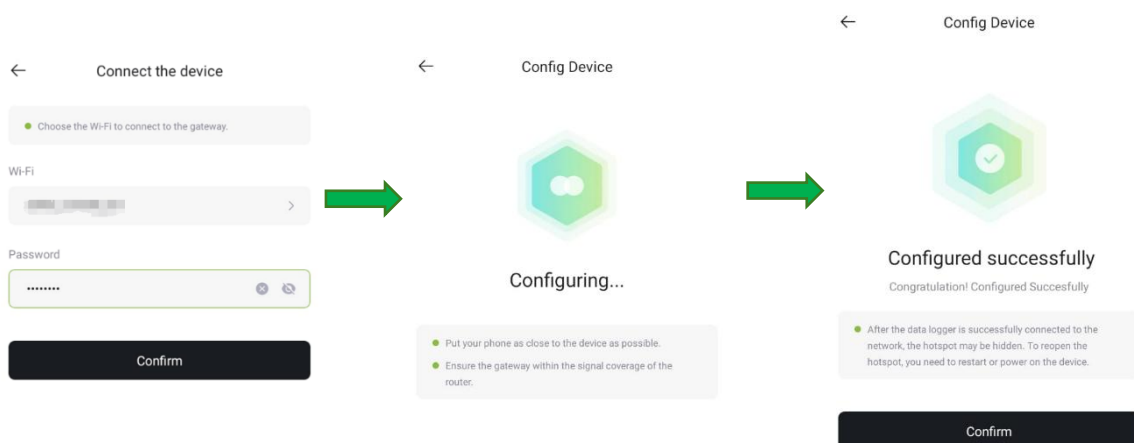 Connect the device
Choose the Wi-Fi to connect to the gateway.
Wi-Fi
Password
Confirm
Config Device
Configuring...
Put your phone as close to the device as possible.
Ensure the gateway within the signal coverage of the
router.
Config Device
Configured successfully
Congratulation! Configured Succesfully
After the data logger is successfully connected to the
network, the hotspot may be hidden. To reopen the
hotspot, you need to restart or power on the device.
Confirm